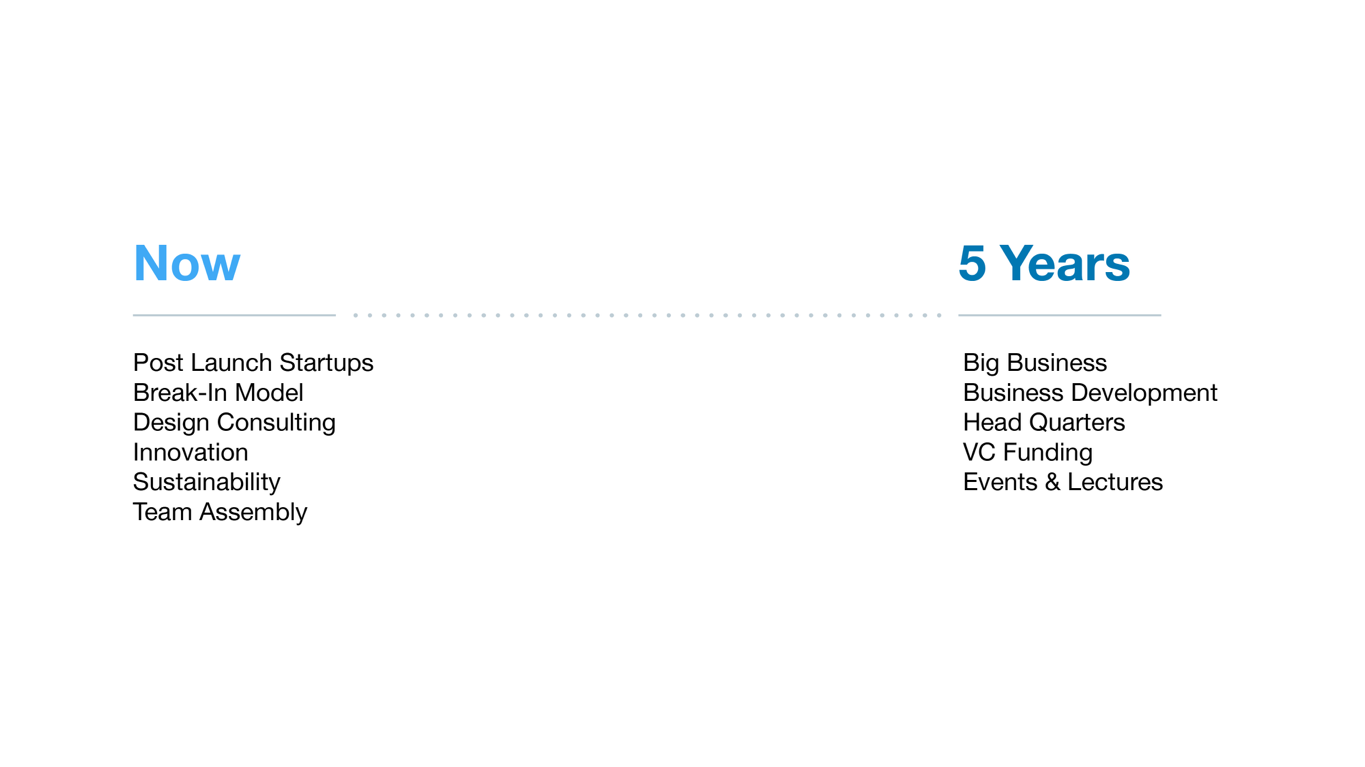 Now
Post Launch Startups
Break-In Model
Design Consulting
Innovation
Sustainability
Team Assembly
5 Years
Big Business
Business Development
Head Quarters
VC Funding
Events & Lectures